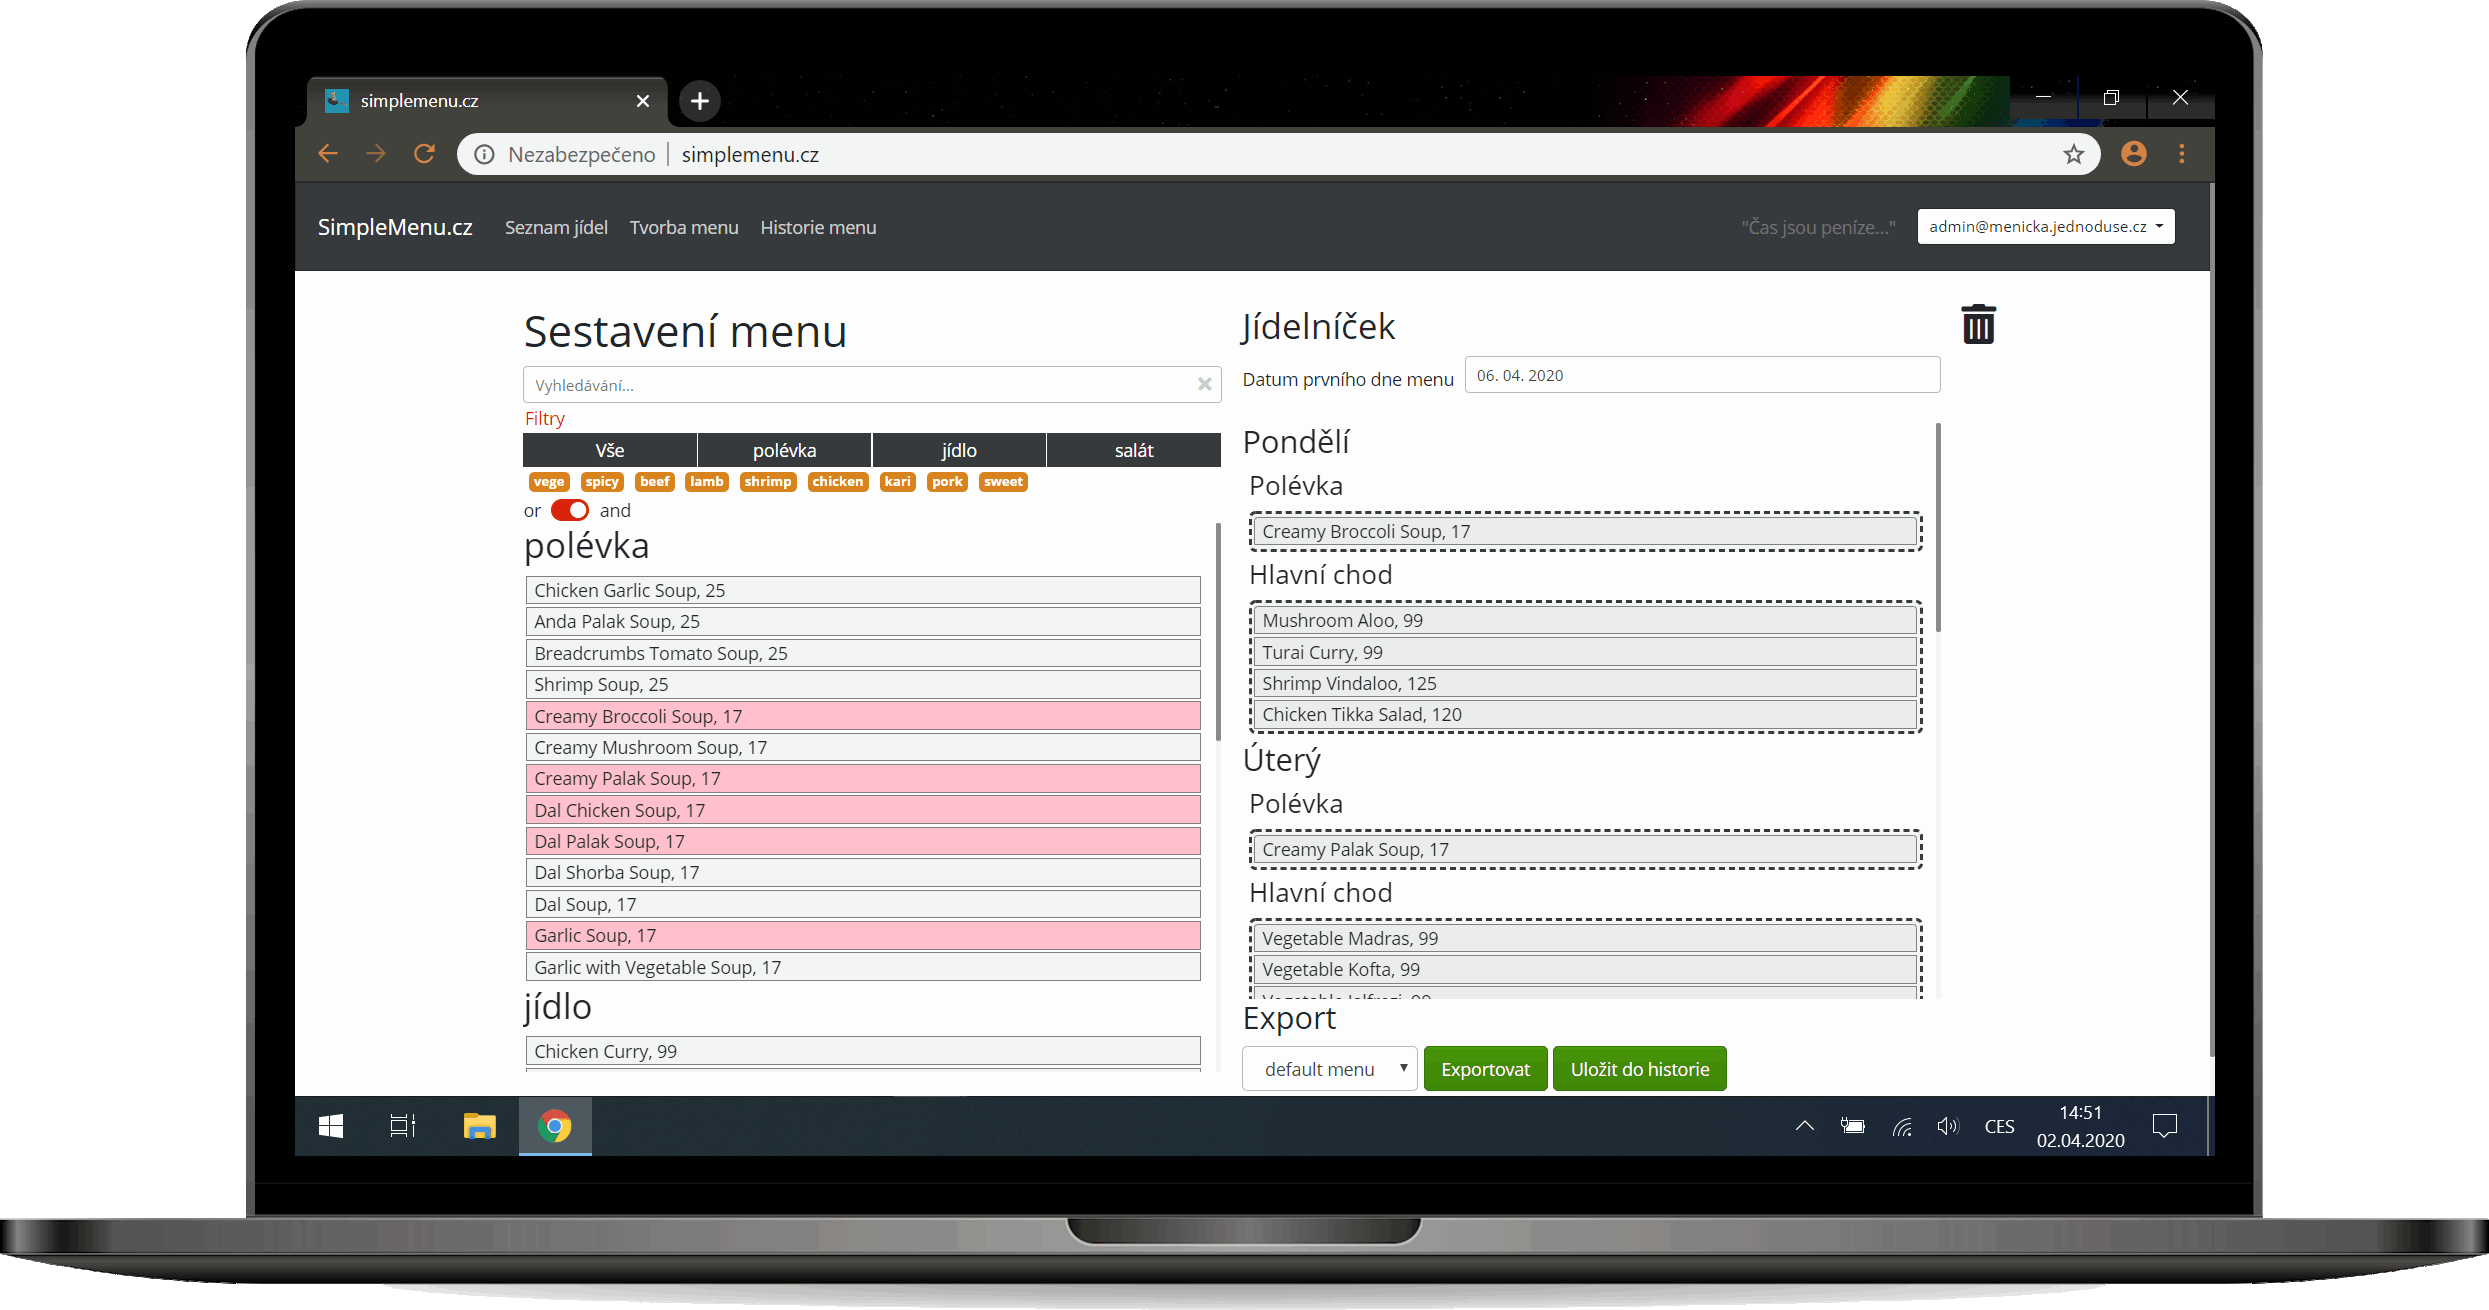 simplemenu.cz
Nezabezpečeno | simplemenu.cz
SimpleMenu.cz Seznam jídel Tvorba menu Historie menu "Čas jsou peníze..." admin@menicka.jednoduse.cz
Sestavení menu
Vyhledávání...
Filtry
Vše polévka jídlo salát
vege spicy beef lamb shrimp chicken kari pork sweet
or and
polévka
Chicken Garlic Soup, 25
Anda Palak Soup, 25
Breadcrumbs Tomato Soup, 25
Shrimp Soup, 25
Creamy Broccoli Soup, 17
Creamy Mushroom Soup, 17
Creamy Palak Soup, 17
Dal Chicken Soup, 17
Dal Palak Soup, 17
Dal Shorba Soup, 17
Dal Soup, 17
Garlic Soup, 17
Garlic with Vegetable Soup, 17
jídlo
Chicken Curry, 99
Jídelníček
Datum prvního dne menu 06. 04. 2020
Pondělí
Polévka
Creamy Broccoli Soup, 17
Hlavní chod
Mushroom Aloo, 99
Turai Curry, 99
Shrimp Vindaloo, 125
Chicken Tikka Salad, 120
Úterý
Polévka
Creamy Palak Soup, 17
Hlavní chod
Vegetable Madras, 99
Vegetable Kofta, 99
Export
default menu Exportovat Uložit do historie
CES 14:51
02.04.2020